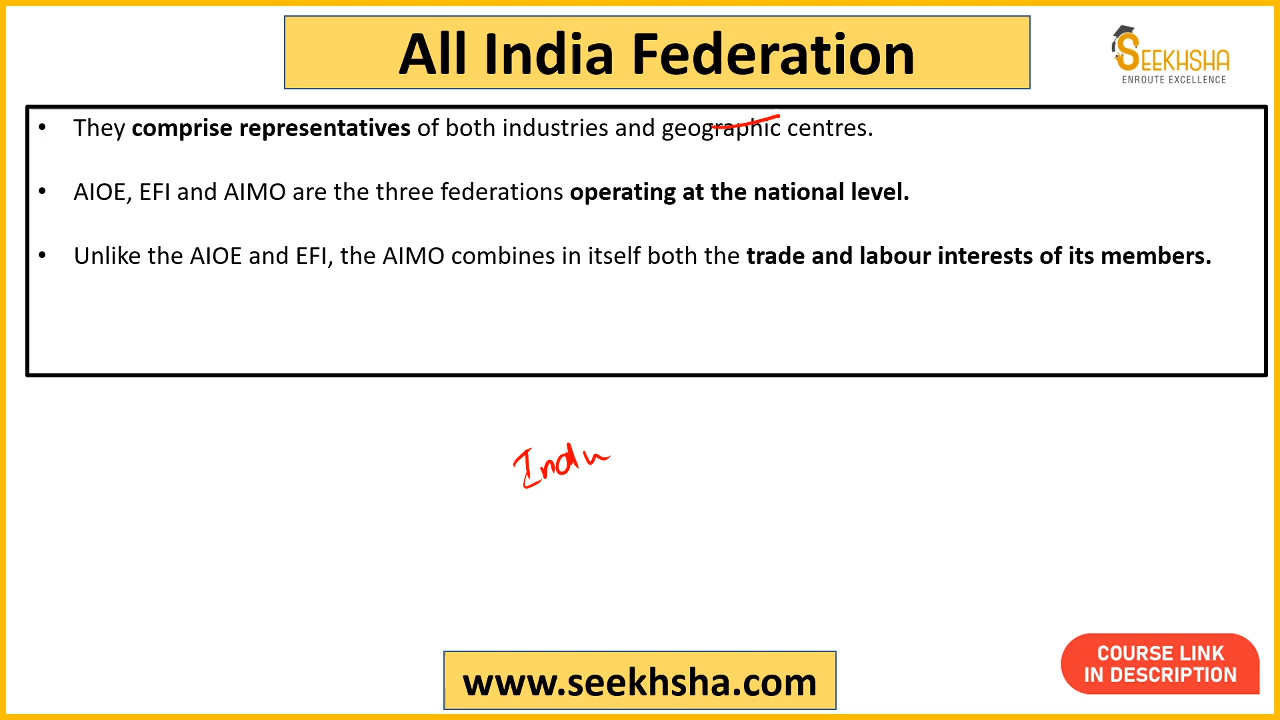 All India Federation
SEEKHSHA
ENROUTE EXCELLENCE
• They comprise representatives of both industries and geographic centres.
• AIOE, EFI and AIMO are the three federations operating at the national level.
• Unlike the AIOE and EFI, the AIMO combines in itself both the trade and labour interests of its members.
Indu
www.seekhsha.com
COURSE LINK
IN DESCRIPTION